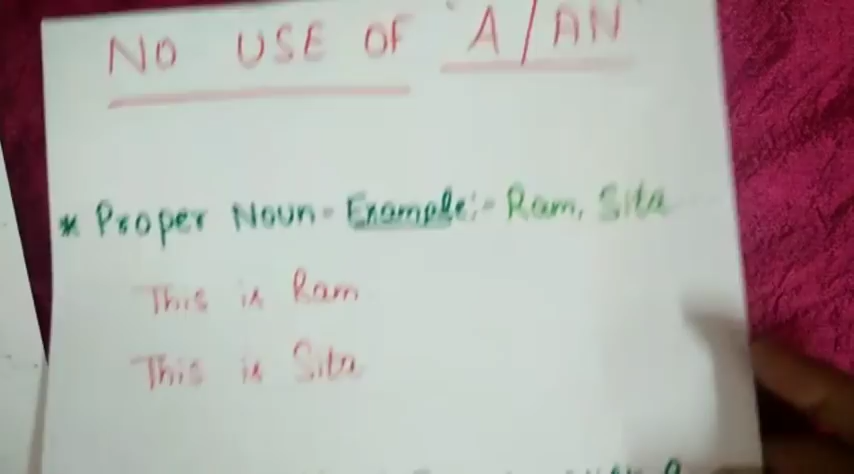 NO USE OF 'A/AN'
* Proper Noun - Example:- Ram, Sita
This is Ram
This is Sita